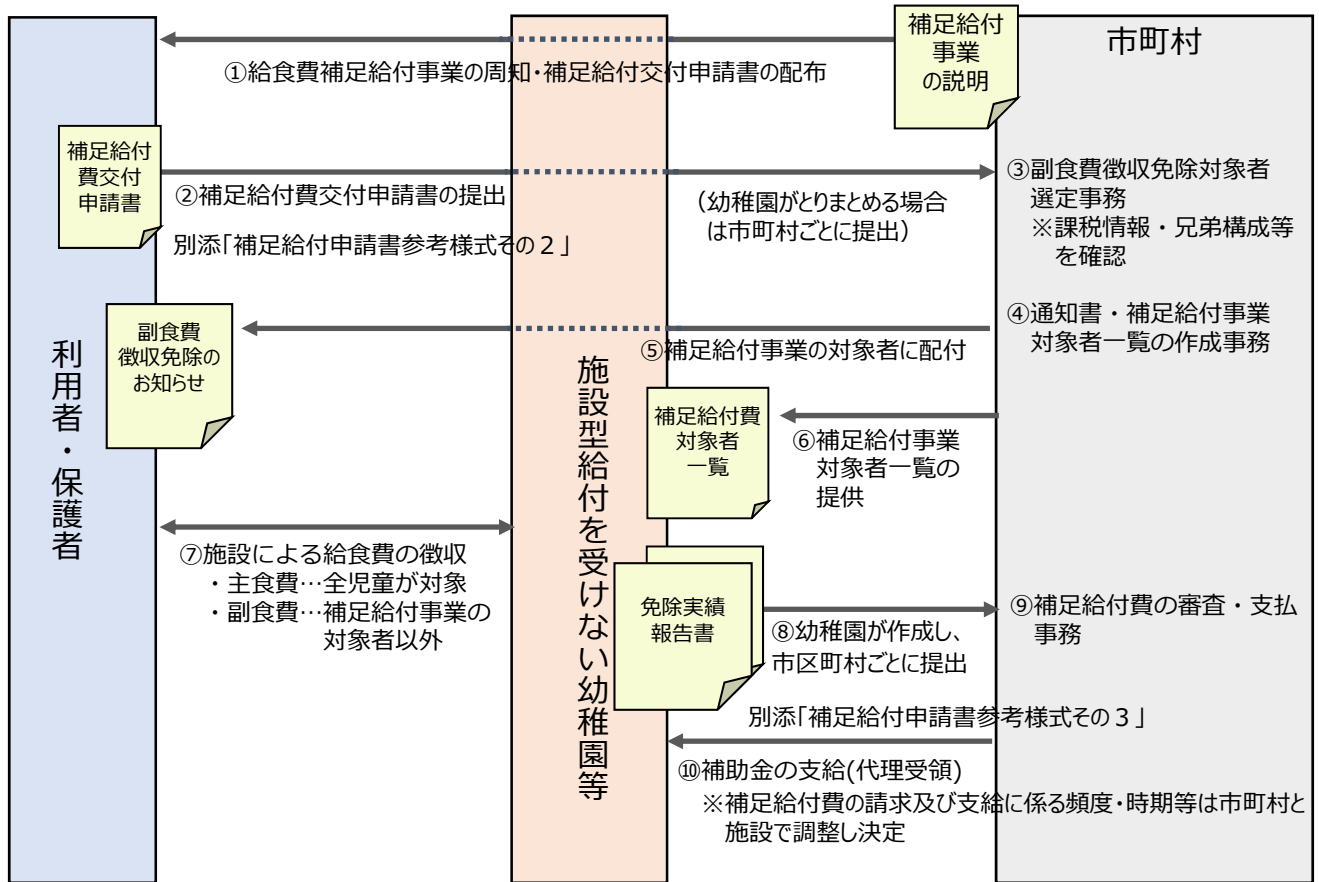 補足給付
事業
の説明
市町村
①給食費補足給付事業の周知・補足給付交付申請書の配布
補足給付
費交付
申請書
②補足給付費交付申請書の提出
別添「補足給付申請書参考様式その２」
（幼稚園がとりまとめる場合
は市町村ごとに提出）
③副食費徴収免除対象者
選定事務
※課税情報・兄弟構成等
を確認
副食費
徴収免除の
お知らせ
④通知書・補足給付事業
対象者一覧の作成事務
⑤補足給付事業の対象者に配付
利用者・保護者
施設型給付を受けない幼稚園等
補足給付費
対象者
一覧
⑥補足給付事業
対象者一覧の
提供
⑦施設による給食費の徴収
・主食費…全児童が対象
・副食費…補足給付事業の
対象者以外
免除実績
報告書
⑧幼稚園が作成し、
市区町村ごとに提出
⑨補足給付費の審査・支払
事務
別添「補足給付申請書参考様式その３」
⑩補助金の支給(代理受領)
※補足給付費の請求及び支給に係る頻度・時期等は市町村と
施設で調整し決定